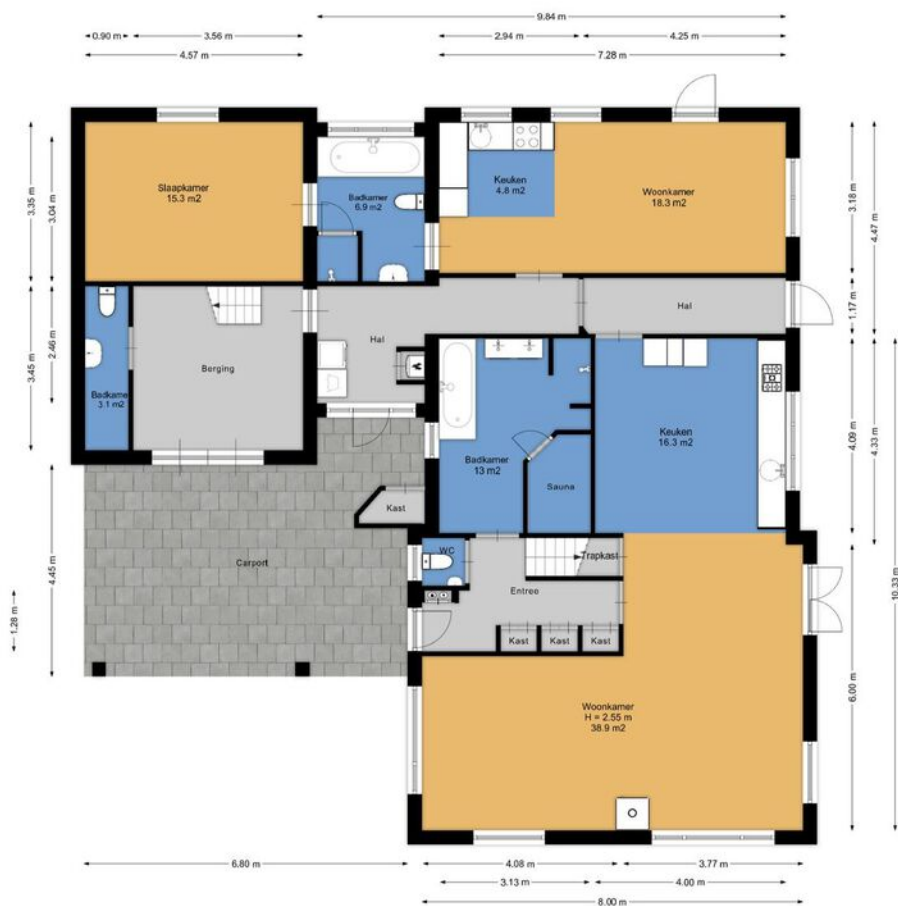 9.84 m
0.90 m
3.56 m
2.94 m
4.25 m
4.57 m
7.28 m
3.35 m
3.04 m
Slaapkamer
15.3 m2
Badkamer
6.9 m2
Keuken
4.8 m2
Woonkamer
18.3 m2
3.18 m
4.47 m
1.17 m
3.45 m
2.46 m
Badkamer
3.1 m2
Berging
Hal
Hal
Badkamer
13 m2
Sauna
Keuken
16.3 m2
4.09 m
4.33 m
10.33 m
Kast
Carport
4.45 m
1.28 m
WC
Trapkast
Entree
Kast
Kast
Kast
Woonkamer
H = 2.55 m
38.9 m2
6.00 m
6.80 m
4.08 m
3.77 m
3.13 m
4.00 m
8.00 m